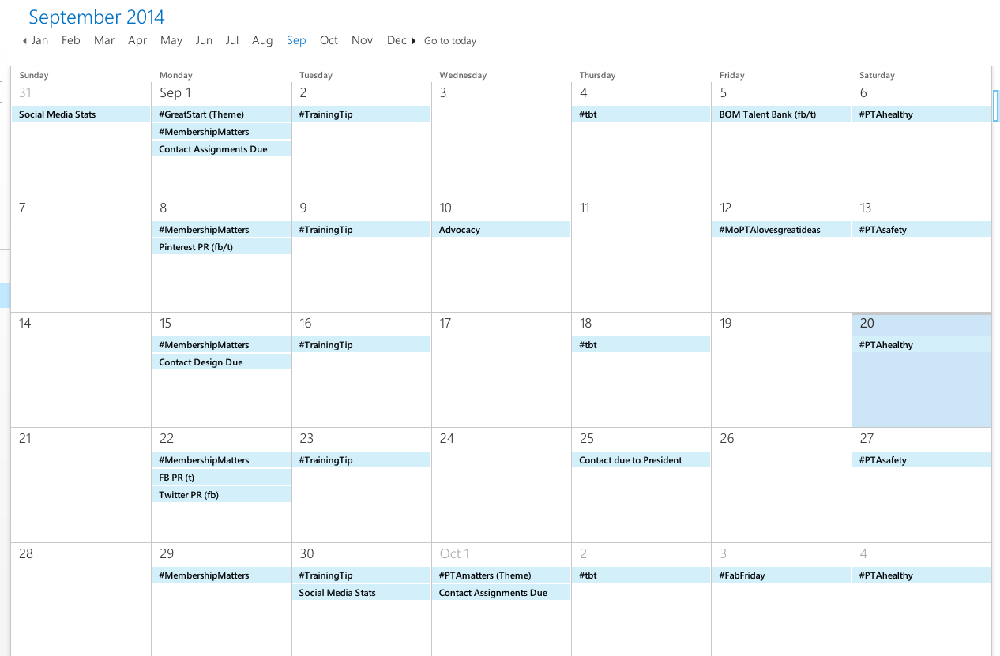 September 2014
Jan Feb Mar Apr May Jun Jul Aug Sep Oct Nov Dec Go to today
Sunday Monday Tuesday Wednesday Thursday Friday Saturday
31 Sep 1 2 3 4 5 6
Social Media Stats #GreatStart (Theme) #TrainingTip #tbt BOM Talent Bank (fb/t) #PTAhealthy
#MembershipMatters
Contact Assignments Due
7 8 9 10 11 12 13
#MembershipMatters #TrainingTip Advocacy #MoPTAlovesgreatideas #PTAsafety
Pinterest PR (fb/t)
14 15 16 17 18 19 20
#MembershipMatters #TrainingTip #tbt #PTAhealthy
Contact Design Due
21 22 23 24 25 26 27
#MembershipMatters #TrainingTip Contact due to President #PTAsafety
FB PR (t)
Twitter PR (fb)
28 29 30 Oct 1 2 3 4
#MembershipMatters #TrainingTip #PTAmatters (Theme) #tbt #FabFriday #PTAhealthy
Social Media Stats Contact Assignments Due